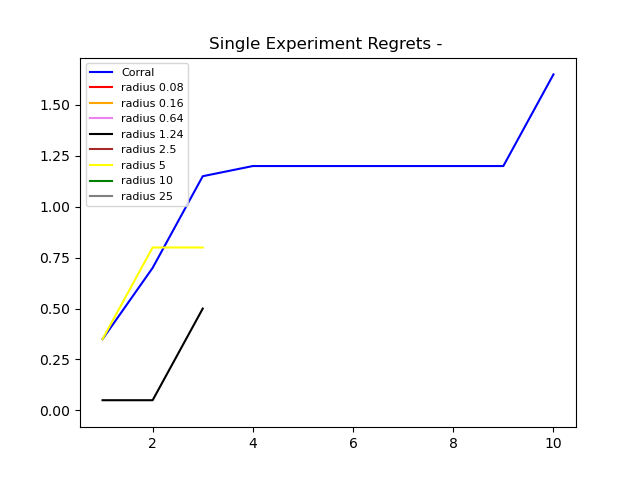 Single Experiment Regrets -
Corral
radius 0.08
radius 0.16
radius 0.64
radius 1.24
radius 2.5
radius 5
radius 10
radius 25
1.50
1.25
1.00
0.75
0.50
0.25
0.00
2 4 6 8 10